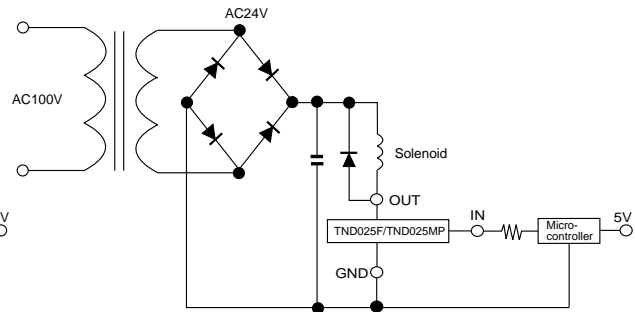 AC24V
AC100V
Solenoid
OUT
V
TND025F/TND025MP
IN
Micro-
controller
5V
GND